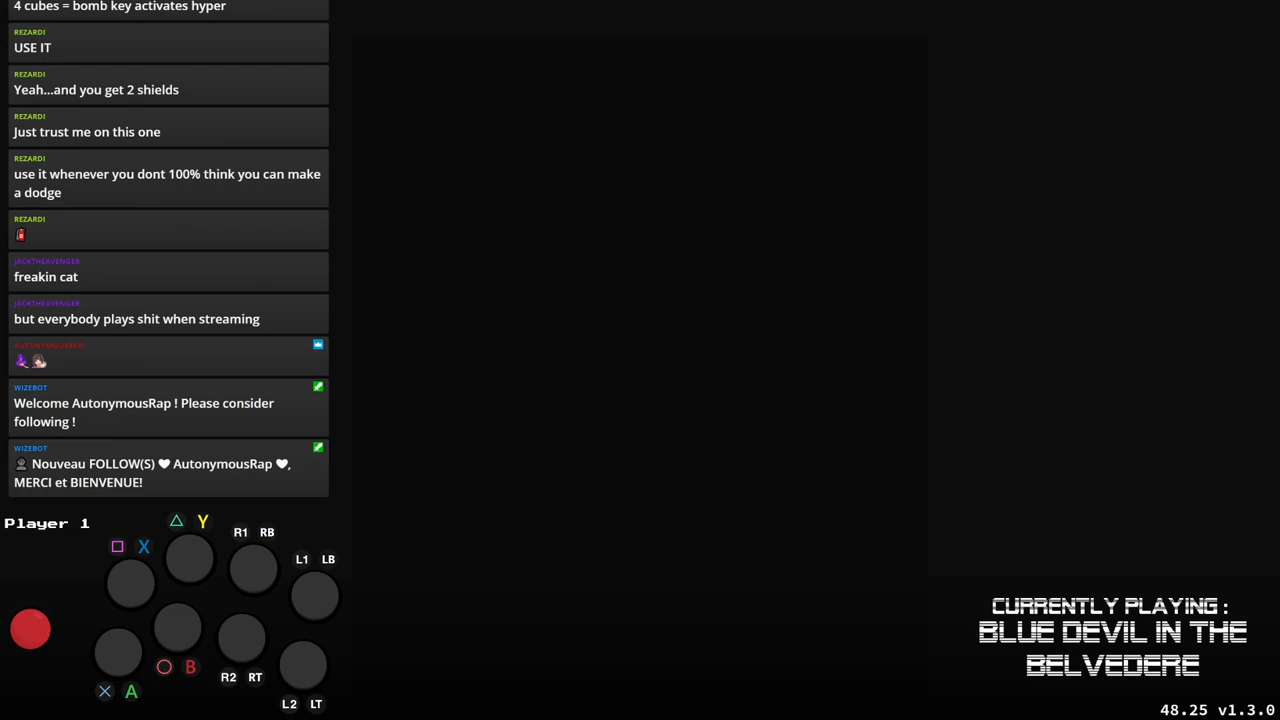 4 cubes = bomb key activates hyper
REZARDI
USE IT
REZARDI
Yeah...and you get 2 shields
REZARDI
Just trust me on this one
REZARDI
use it whenever you dont 100% think you can make
a dodge
REZARDI
JACKTHEAVENGER
freakin cat
JACKTHEAVENGER
but everybody plays shit when streaming
AUTONYMOUSRAP
WIZEBOT
Welcome AutonymousRap ! Please consider
following !
WIZEBOT
Nouveau FOLLOW(S) 🤍 AutonymousRap 🤍,
MERCI et BIENVENUE!
Player 1
Y
R1 RB
X
L1 LB
B
R2 RT
A
L2 LT
CURRENTLY PLAYING :
BLUE DEVIL IN THE
BELVEDERE
48.25 v1.3.0